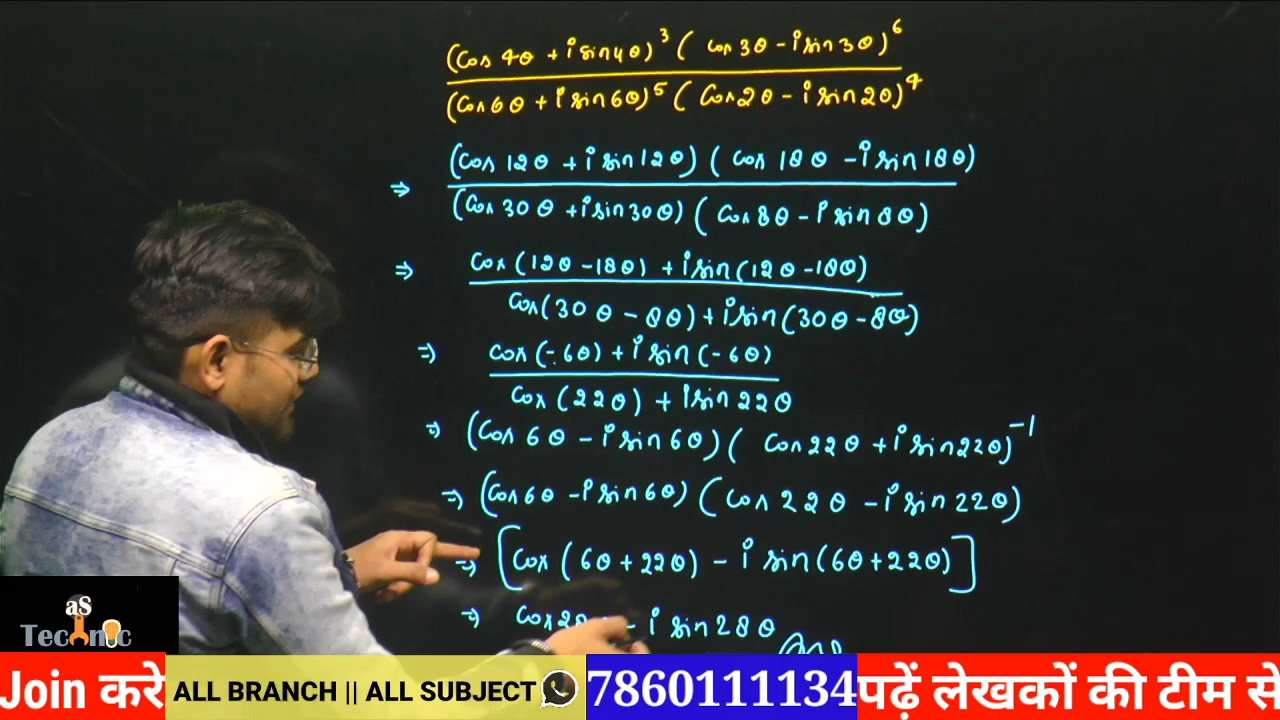 (cos 4θ + i sin 4θ)³ (cos 3θ - i sin 3θ)⁶
(cos 6θ + i sin 6θ)⁵ (cos 2θ - i sin 2θ)⁴
⇒ (cos 12θ + i sin 12θ) (cos 18θ - i sin 18θ)
(cos 30θ + i sin 30θ) (cos 8θ - i sin 8θ)
⇒ cos (12θ - 18θ) + i sin (12θ - 18θ)
cos (30θ - 8θ) + i sin (30θ - 8θ)
⇒ cos (-6θ) + i sin (-6θ)
cos (22θ) + i sin 22θ
⇒ (cos 6θ - i sin 6θ) (cos 22θ + i sin 22θ)⁻¹
⇒ (cos 6θ - i sin 6θ) (cos 22θ - i sin 22θ)
⇒ [cos (6θ + 22θ) - i sin (6θ + 22θ)]
⇒ - i sin 28θ
aS
Tecnic
Join करे ALL BRANCH || ALL SUBJECT 7860111134 पढ़ें लेखकों की टीम से